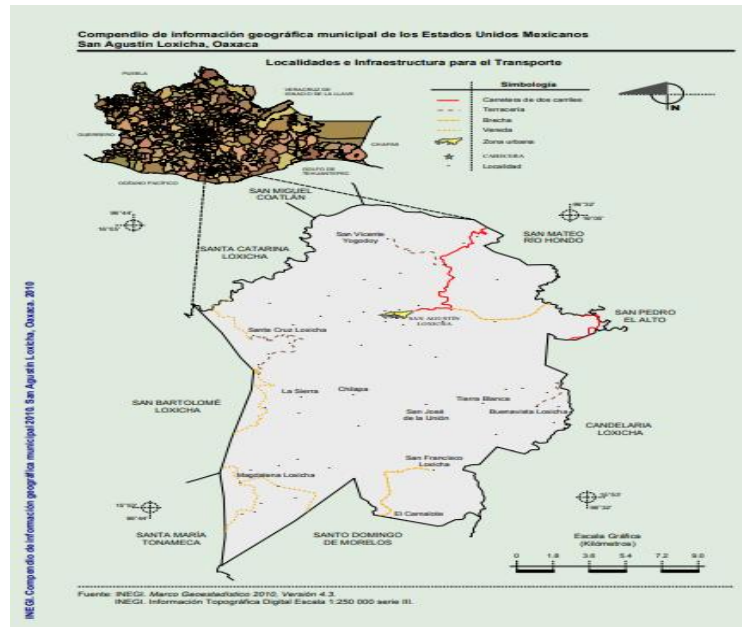 Compendio de información geográfica municipal de los Estados Unidos Mexicanos
San Agustín Loxicha, Oaxaca
Localidades e Infraestructura para el Transporte
PUEBLA
VERACRUZ DE
IGNACIO DE LA LLAVE
GUERRERO
CHIAPAS
OCÉANO PACÍFICO
GOLFO DE
TEHUANTEPEC
Simbología
Carretera de dos carriles
Terracería
Brecha
Vereda
Zona urbana
CABECERA
Localidad
N
SAN MIGUEL
COATLÁN
SAN MATEO
RÍO HONDO
San Vicente
Yogodoy
SANTA CATARINA
LOXICHA
SAN PEDRO
EL ALTO
SAN AGUSTÍN
LOXICHA
Santa Cruz Loxicha
La Sierra
Chilapa
Tierra Blanca
SAN BARTOLOMÉ
LOXICHA
San José
de la Unión
Buenavista Loxicha
CANDELARIA
LOXICHA
San Francisco
Loxicha
Magdalena Loxicha
El Carrizal
SANTA MARÍA
TONAMECA
SANTO DOMINGO
DE MORELOS
Escala Gráfica
(Kilómetros)
0 1.8 3.6 5.4 7.2 9.0
Fuente: INEGI. Marco Geoestadístico 2010, Versión 4.3.
INEGI. Información Topográfica Digital Escala 1:250 000 serie III.
INEGI. Compendio de información geográfica municipal 2010. San Agustín Loxicha, Oaxaca. 2010